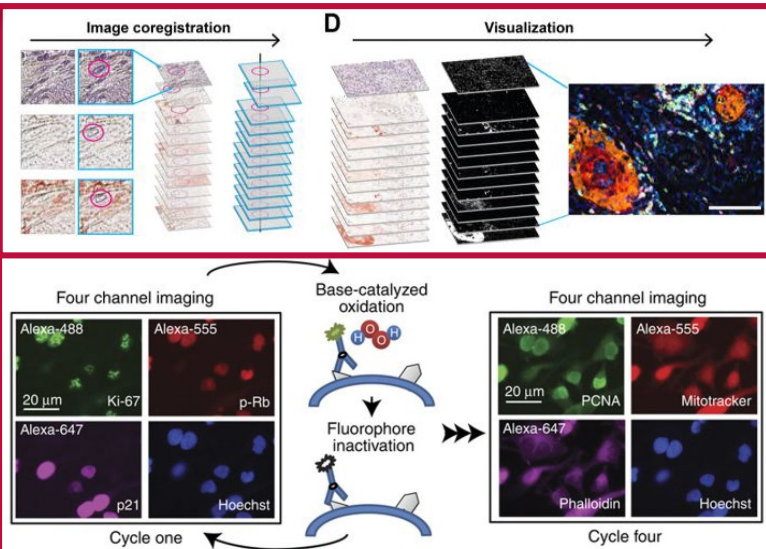 Image coregistration
D
Visualization
Four channel imaging
Alexa-488
Alexa-555
20 μm
Ki-67
p-Rb
Alexa-647
p21
Hoechst
Cycle one
Base-catalyzed
oxidation
H
O
O
H
Fluorophore
inactivation
Four channel imaging
Alexa-488
Alexa-555
20 μm
PCNA
Mitotracker
Alexa-647
Phalloidin
Hoechst
Cycle four